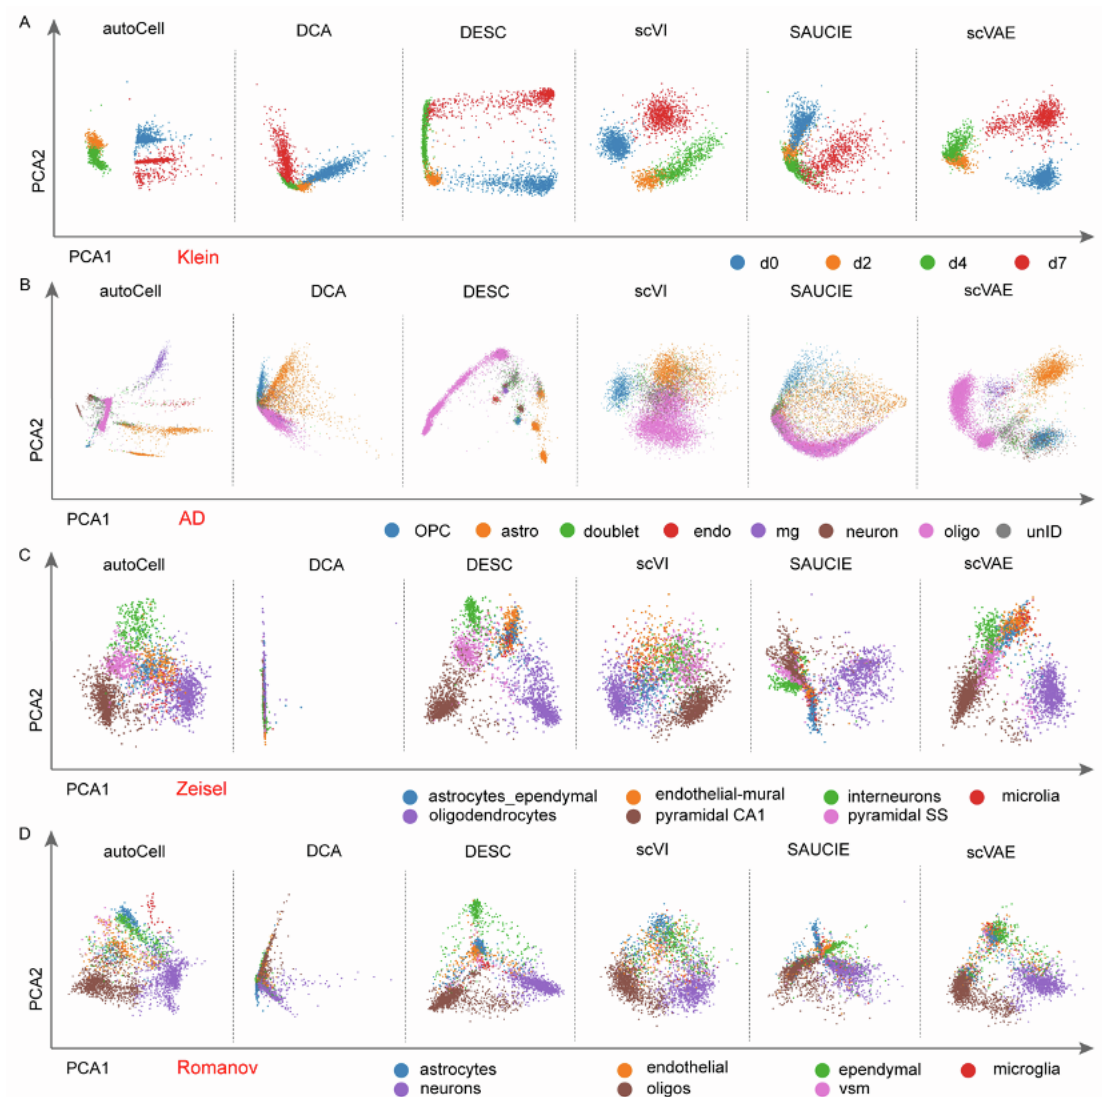 A
autoCell DCA DESC scVI SAUCIE scVAE
PCA2
PCA1 Klein
d0 d2 d4 d7
B
autoCell DCA DESC scVI SAUCIE scVAE
PCA2
PCA1 AD
OPC astro doublet endo mg neuron oligo unID
C
autoCell DCA DESC scVI SAUCIE scVAE
PCA2
PCA1 Zeisel
astrocytes_ependymal endothelial-mural interneurons microlia
oligodendrocytes pyramidal CA1 pyramidal SS
D
autoCell DCA DESC scVI SAUCIE scVAE
PCA2
PCA1 Romanov
astrocytes endothelial ependymal microglia
neurons oligos vsm